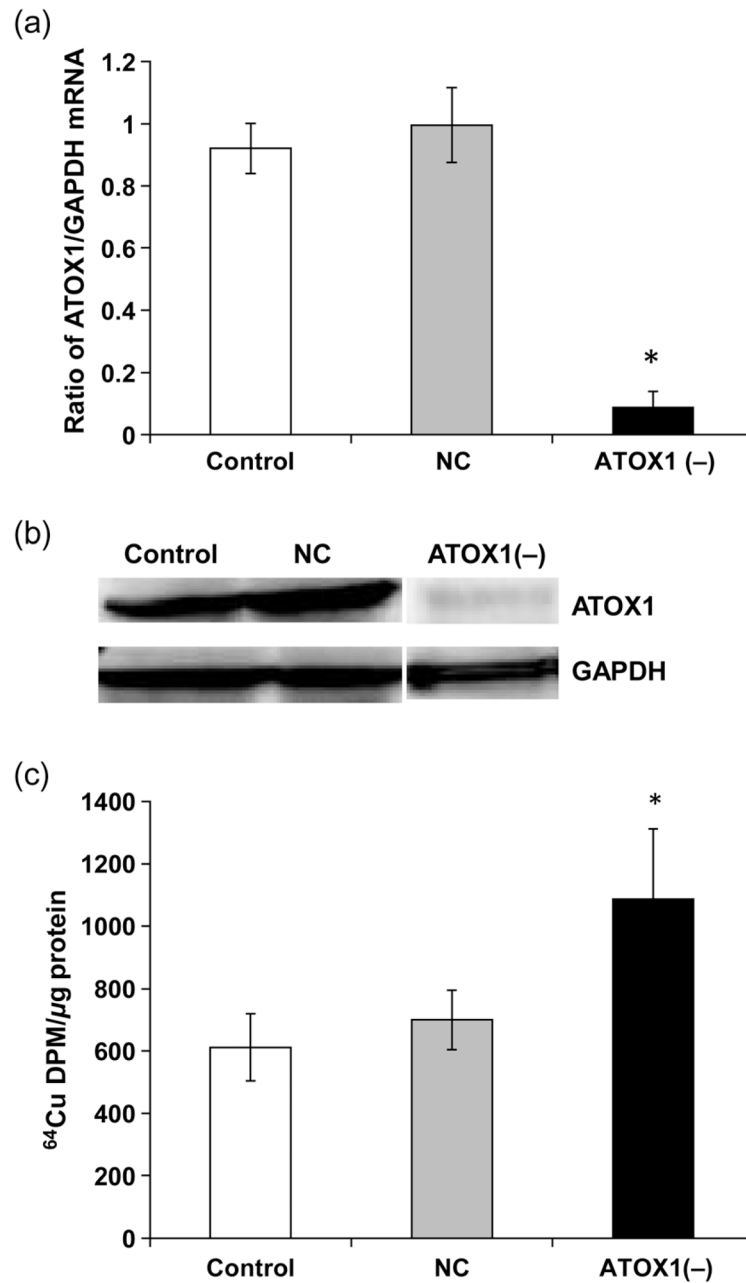 (a)
Ratio of ATOX1/GAPDH mRNA
1.2
1
0.8
0.6
0.4
0.2
0
*
Control NC ATOX1 (–)
(b)
Control NC ATOX1(–)
ATOX1
GAPDH
(c)
⁶⁴Cu DPM/µg protein
1400
1200
1000
800
600
400
200
0
*
Control NC ATOX1(–)